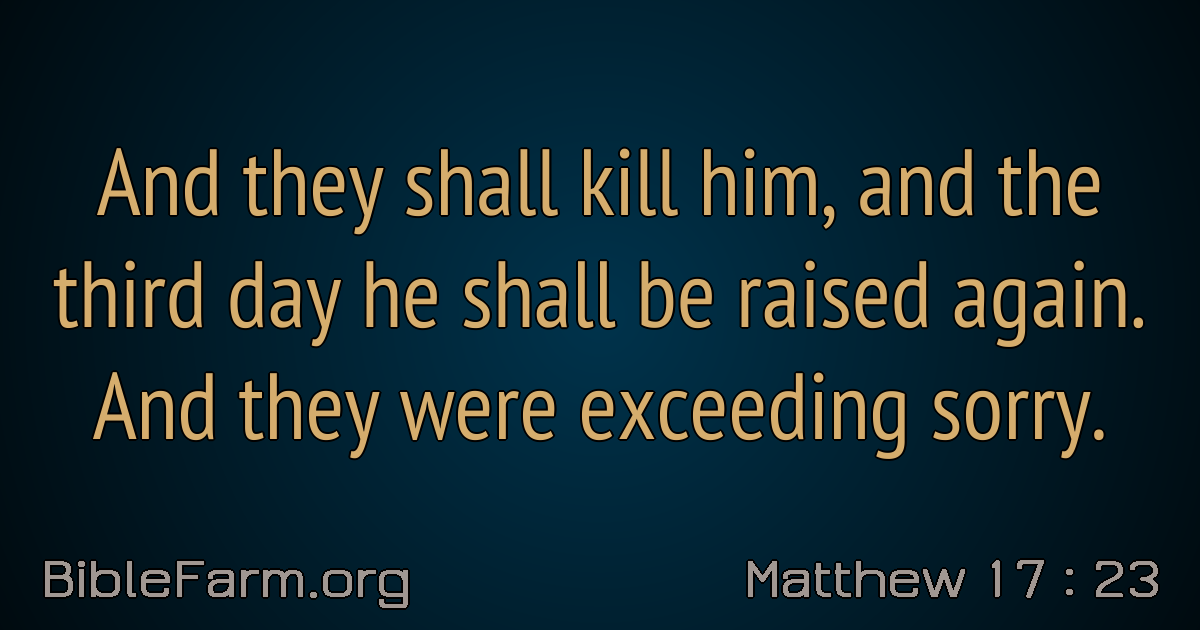 And they shall kill him, and the
third day he shall be raised again.
And they were exceeding sorry.
BibleFarm.org
Matthew 17 : 23